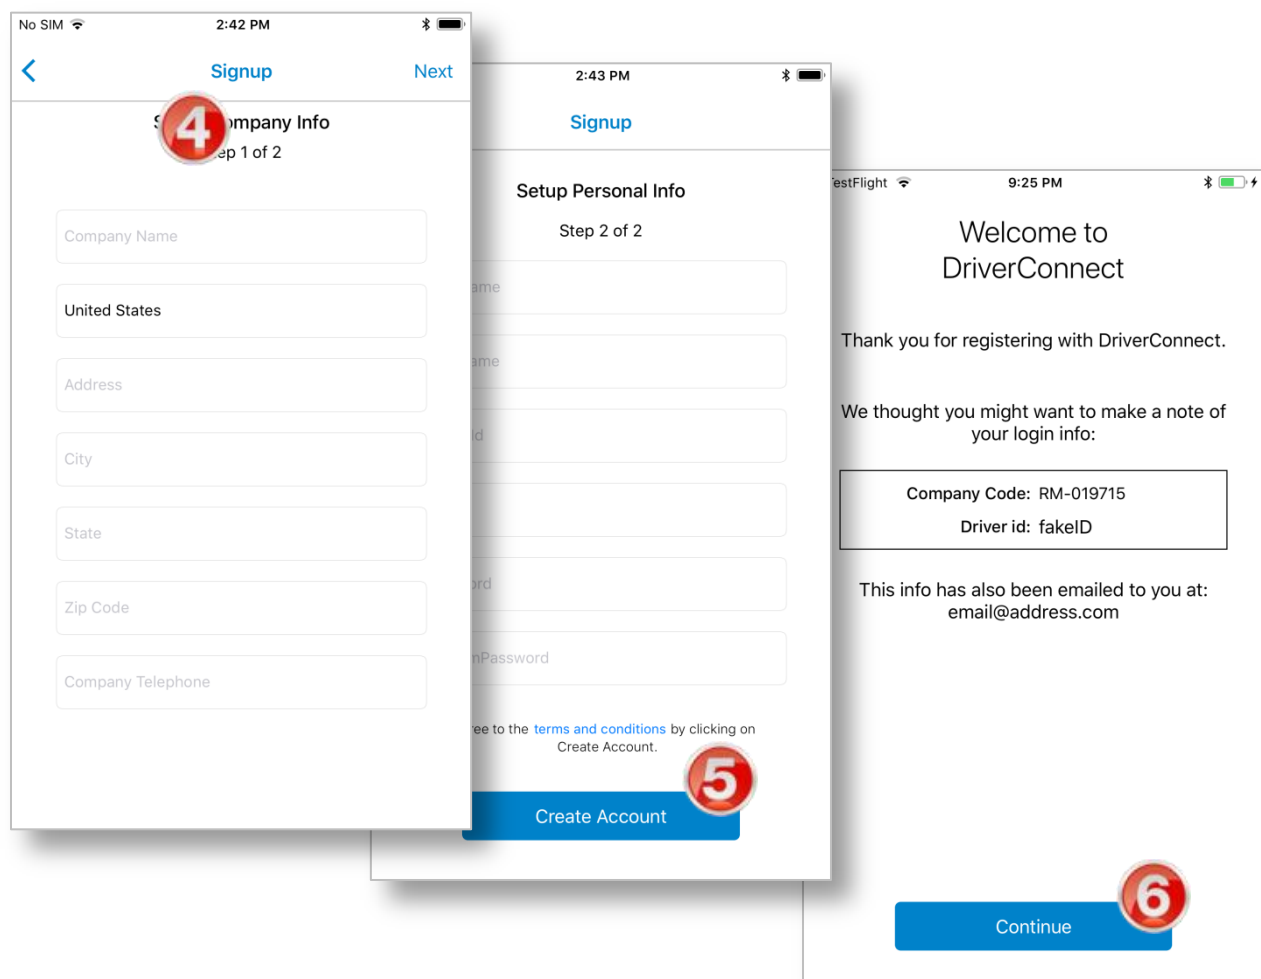 No SIM
2:42 PM
Signup
Next
4
ompany Info
ep 1 of 2
Company Name
United States
Address
City
State
Zip Code
Company Telephone
2:43 PM
Signup
Setup Personal Info
Step 2 of 2
ame
ame
Id
ord
mPassword
ree to the terms and conditions by clicking on
Create Account.
5
Create Account
estFlight
9:25 PM
Welcome to
DriverConnect
Thank you for registering with DriverConnect.
We thought you might want to make a note of
your login info:
Company Code: RM-019715
Driver id: fakeID
This info has also been emailed to you at:
email@address.com
6
Continue